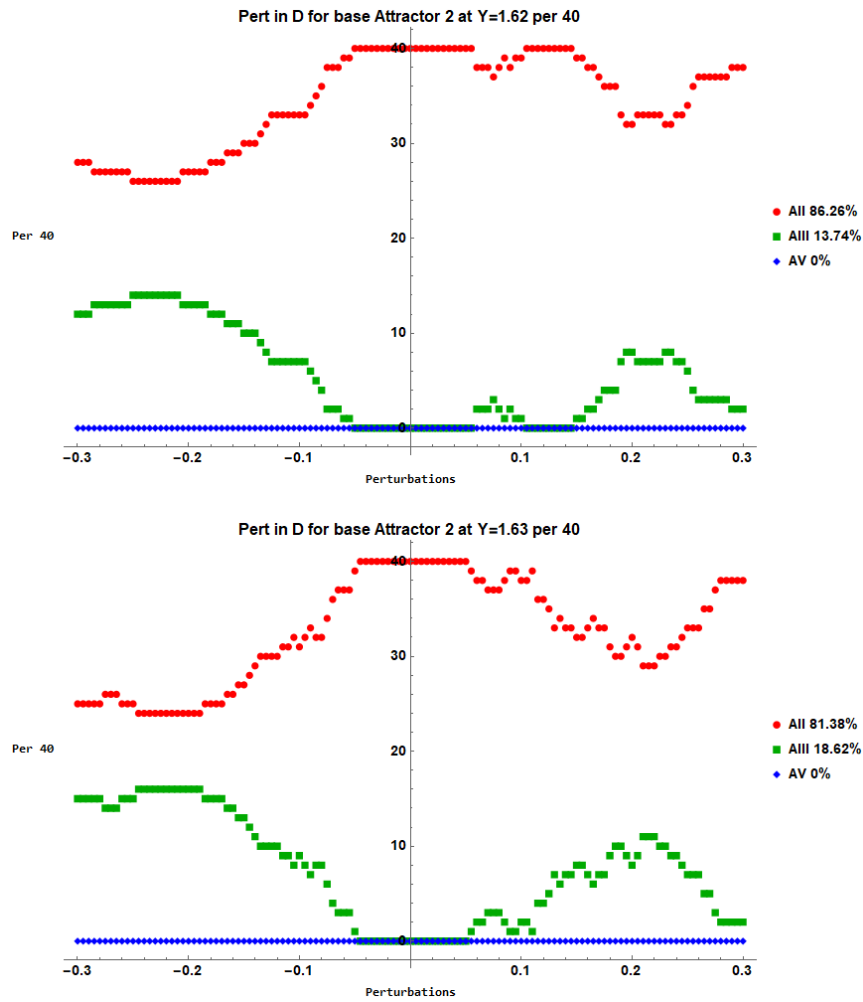 Pert in D for base Attractor 2 at Y=1.62 per 40
40
30
20
10
0
Per 40
−0.3 −0.2 −0.1 0.1 0.2 0.3
Perturbations
AII 86.26%
AIII 13.74%
AV 0%
Pert in D for base Attractor 2 at Y=1.63 per 40
40
30
20
10
0
Per 40
−0.3 −0.2 −0.1 0.1 0.2 0.3
Perturbations
AII 81.38%
AIII 18.62%
AV 0%